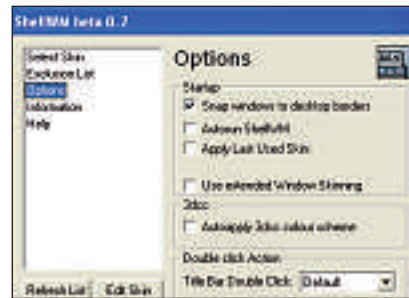 ShellWM beta 0.7
Select Skin
Exclusion List
Options
Information
Help
Refresh List
Edit Skin
Options
Startup
Snap windows to desktop borders
Autorun ShellWM
Apply Last Used Skin
Use extended Window Skinning
3dcc
Autoapply 3dcc colour scheme
Double click Action
Title Bar Double Click: Default